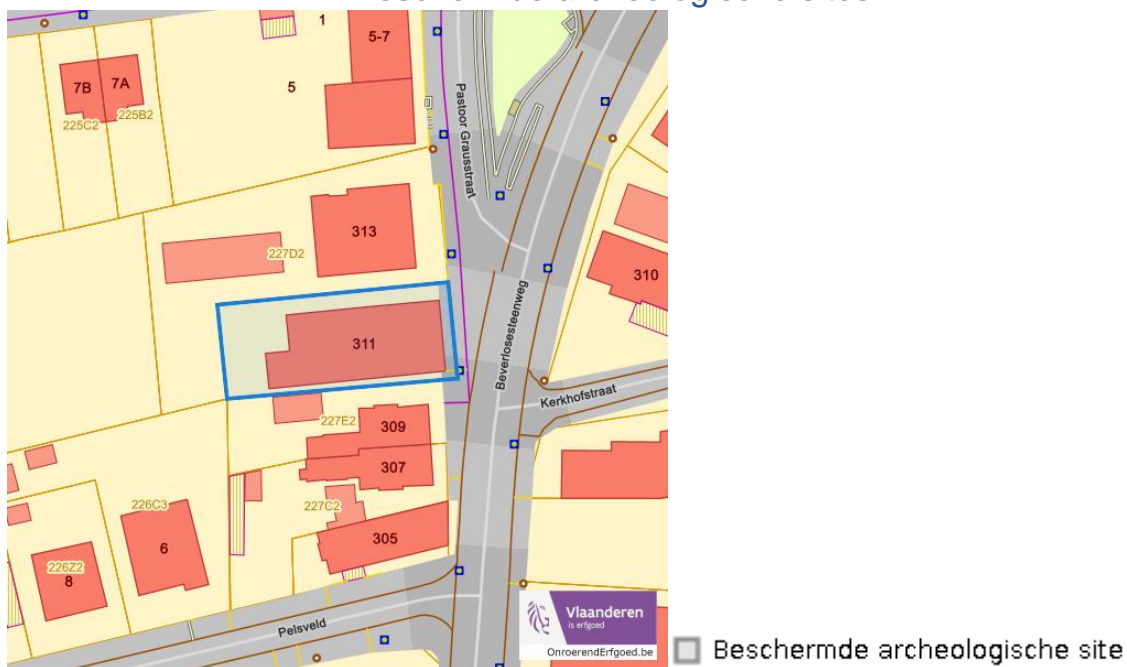 1
5-7
5
7B
7A
225C2
225B2
Pastoor Grausstraat
313
227D2
310
311
Beverlosesteenweg
Kerkhofstraat
227E2
309
307
226C3
227C2
6
305
226Z2
8
Pelsveld
Vlaanderen
is erfgoed
OnroerendErfgoed.be
Beschermde archeologische site